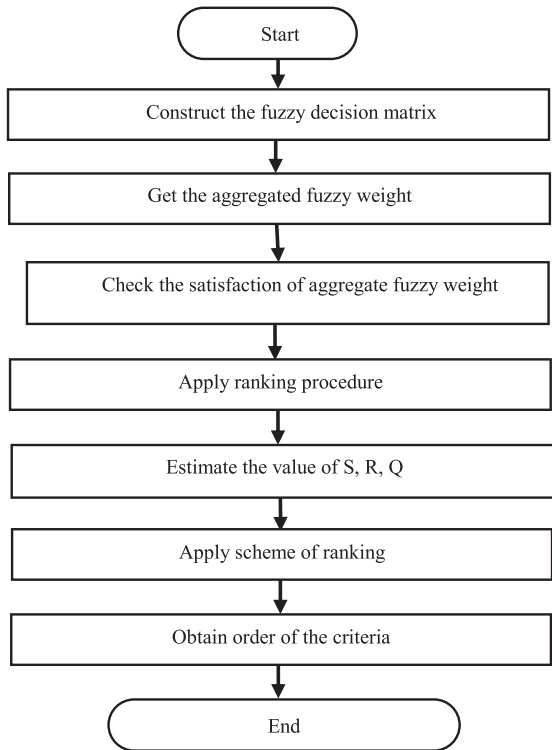 Start
Construct the fuzzy decision matrix
Get the aggregated fuzzy weight
Check the satisfaction of aggregate fuzzy weight
Apply ranking procedure
Estimate the value of S, R, Q
Apply scheme of ranking
Obtain order of the criteria
End